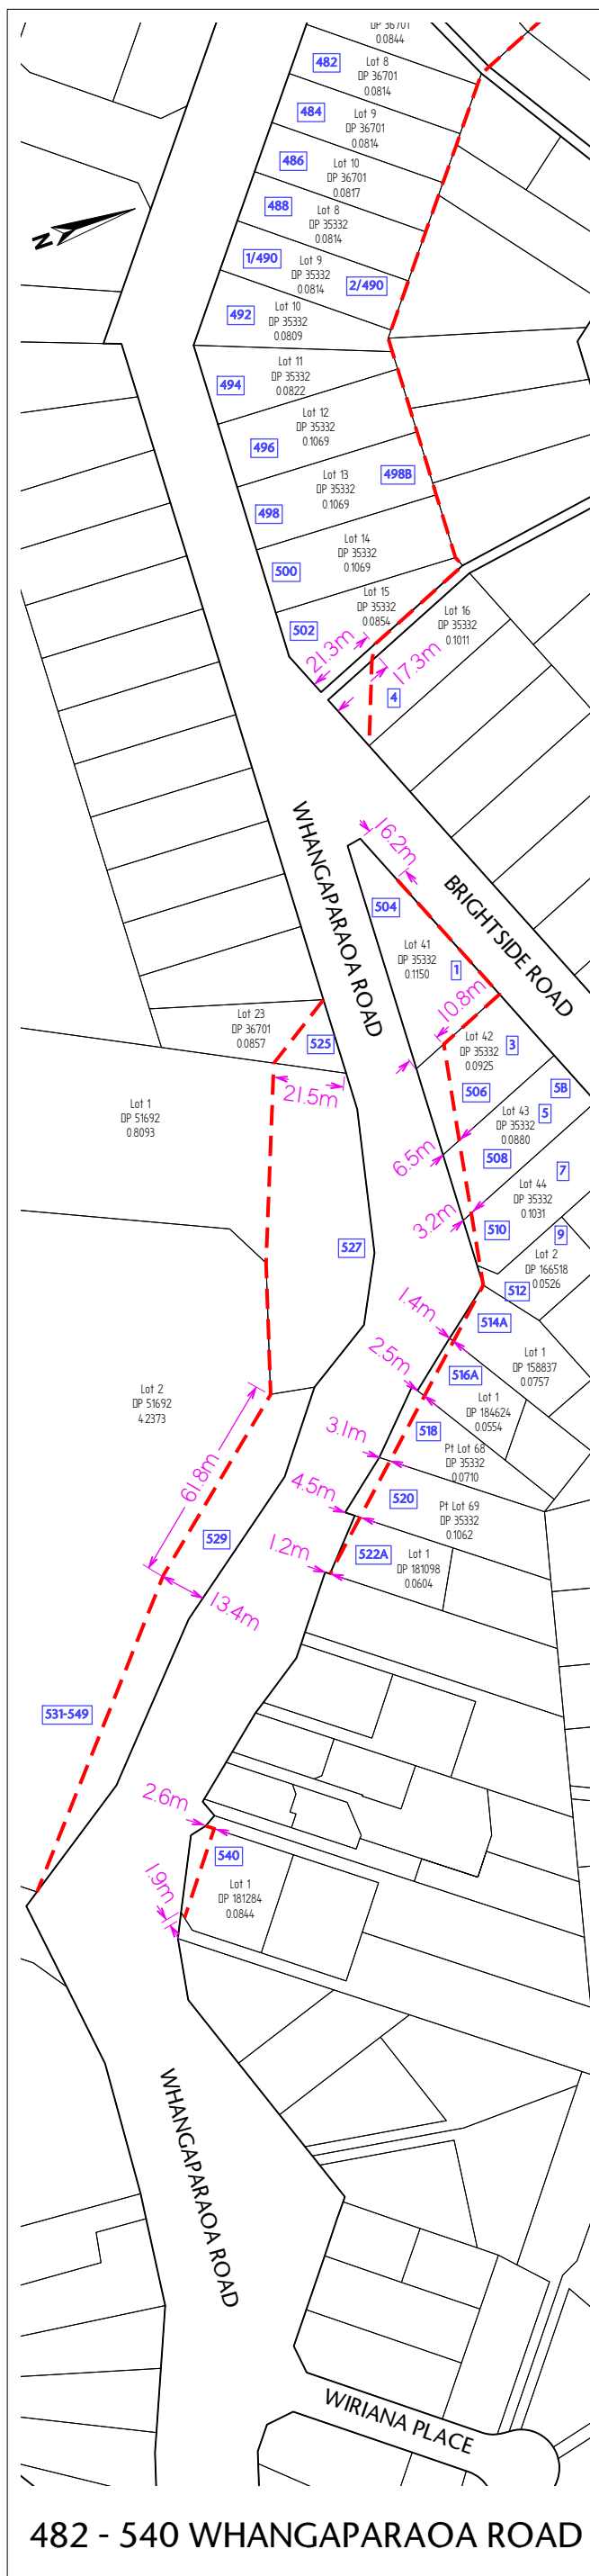 DP 36701
0.0844
482
Lot 8
DP 36701
0.0814
484
Lot 9
DP 36701
0.0814
486
Lot 10
DP 36701
0.0817
488
Lot 8
DP 35332
0.0814
N
1/490
Lot 9
DP 35332
0.0814
2/490
492
Lot 10
DP 35332
0.0809
494
Lot 11
DP 35332
0.0822
496
Lot 12
DP 35332
0.1069
498
Lot 13
DP 35332
0.1069
498B
500
Lot 14
DP 35332
0.1069
502
Lot 15
DP 35332
0.0854
Lot 16
DP 35332
0.1011
21.3m
17.3m
4
WHANGAPARAOA ROAD
16.2m
BRIGHTSIDE ROAD
504
Lot 41
DP 35332
0.1150
1
10.8m
Lot 23
DP 36701
0.0857
525
21.5m
Lot 42
DP 35332
0.0925
3
506
5B
Lot 43
DP 35332
0.0880
5
Lot 1
DP 51692
0.8093
6.5m
508
7
Lot 44
DP 35332
0.1031
3.2m
510
9
527
Lot 2
DP 166518
0.0526
512
1.4m
514A
Lot 1
DP 158837
0.0757
2.5m
516A
Lot 2
DP 51692
4.2373
Lot 1
DP 184624
0.0554
518
3.1m
Pt Lot 68
DP 35332
0.0710
61.8m
4.5m
520
Pt Lot 69
DP 35332
0.1062
529
1.2m
522A
Lot 1
DP 181098
0.0604
13.4m
531-549
2.6m
540
1.9m
Lot 1
DP 181284
0.0844
WHANGAPARAOA ROAD
WIRIANA PLACE
482 - 540 WHANGAPARAOA ROAD